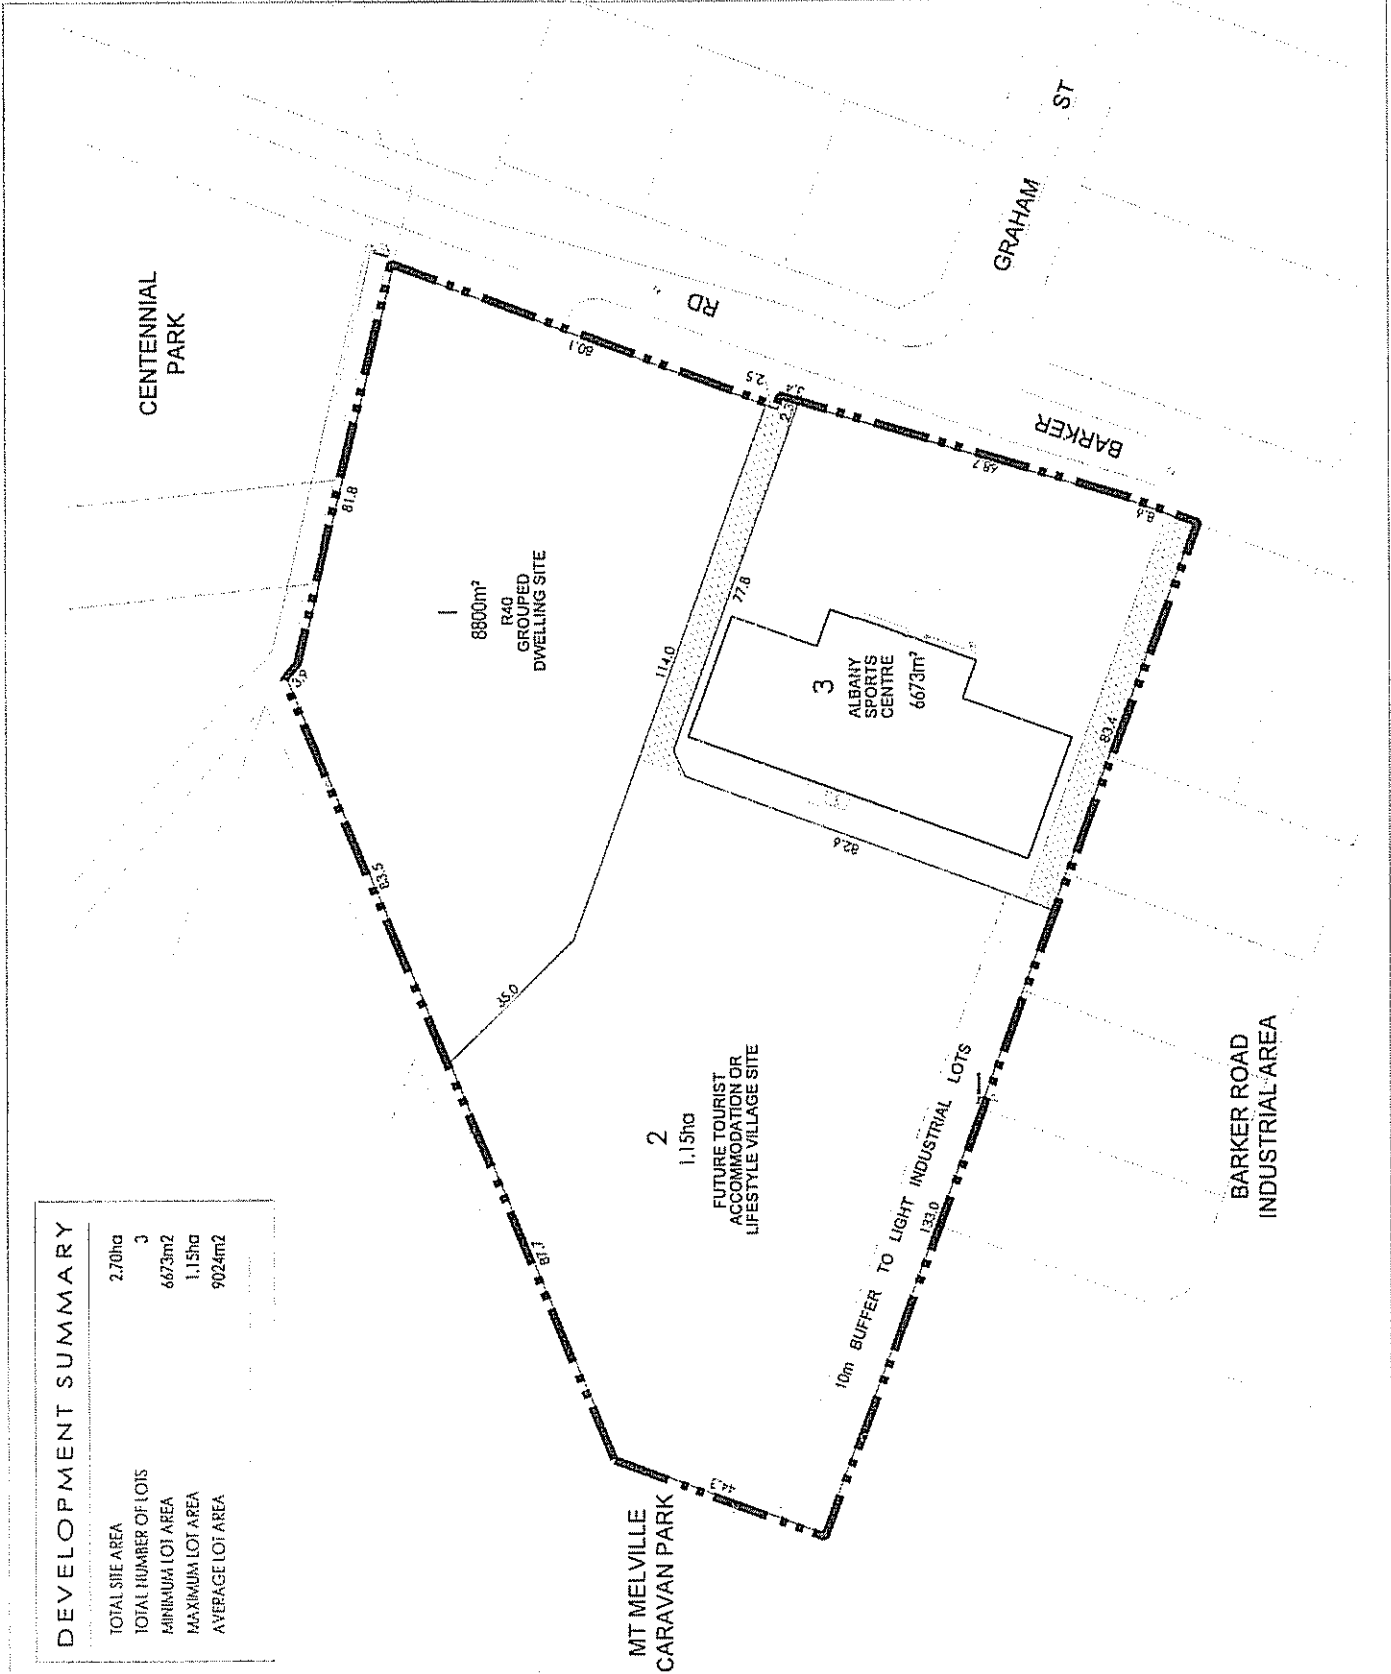 DEVELOPMENT SUMMARY
TOTAL SITE AREA 2.70ha
TOTAL NUMBER OF LOTS 3
MINIMUM LOT AREA 6673m2
MAXIMUM LOT AREA 1.15ha
AVERAGE LOT AREA 9024m2
CENTENNIAL
PARK
81.8
3.9
83.5
60.1
2.5
3.4
2.3
1
8800m²
R40
GROUPED
DWELLING SITE
114.0
77.8
35.0
RD
BARKER
GRAHAM ST
68.7
8.6
3
ALBANY
SPORTS
CENTRE
6673m²
82.6
83.4
2
1.15ha
FUTURE TOURIST
ACCOMMODATION OR
LIFESTYLE VILLAGE SITE
87.7
44.3
10m BUFFER TO LIGHT INDUSTRIAL LOTS
133.0
MT MELVILLE
CARAVAN PARK
BARKER ROAD
INDUSTRIAL AREA